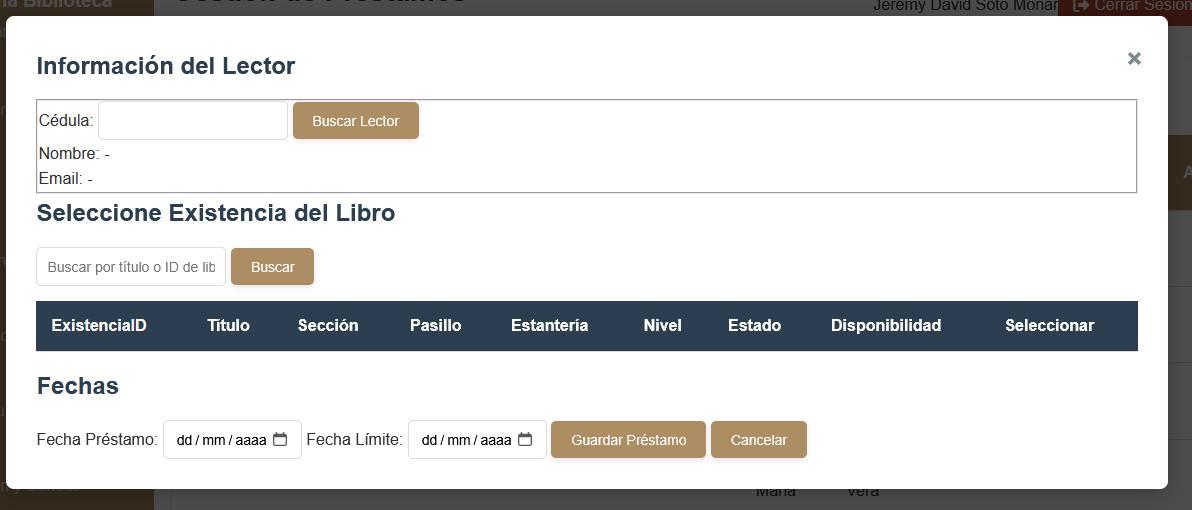 Biblioteca
Jeremy David Soto Monar
Cerrar Sesión
Información del Lector
×
Cédula:
Buscar Lector
Nombre: -
Email: -
Seleccione Existencia del Libro
Buscar por título o ID de lib
Buscar
ExistenciaID Título Sección Pasillo Estantería Nivel Estado Disponibilidad Seleccionar
Fechas
Fecha Préstamo: dd / mm / aaaa Fecha Límite: dd / mm / aaaa Guardar Préstamo Cancelar
Vera